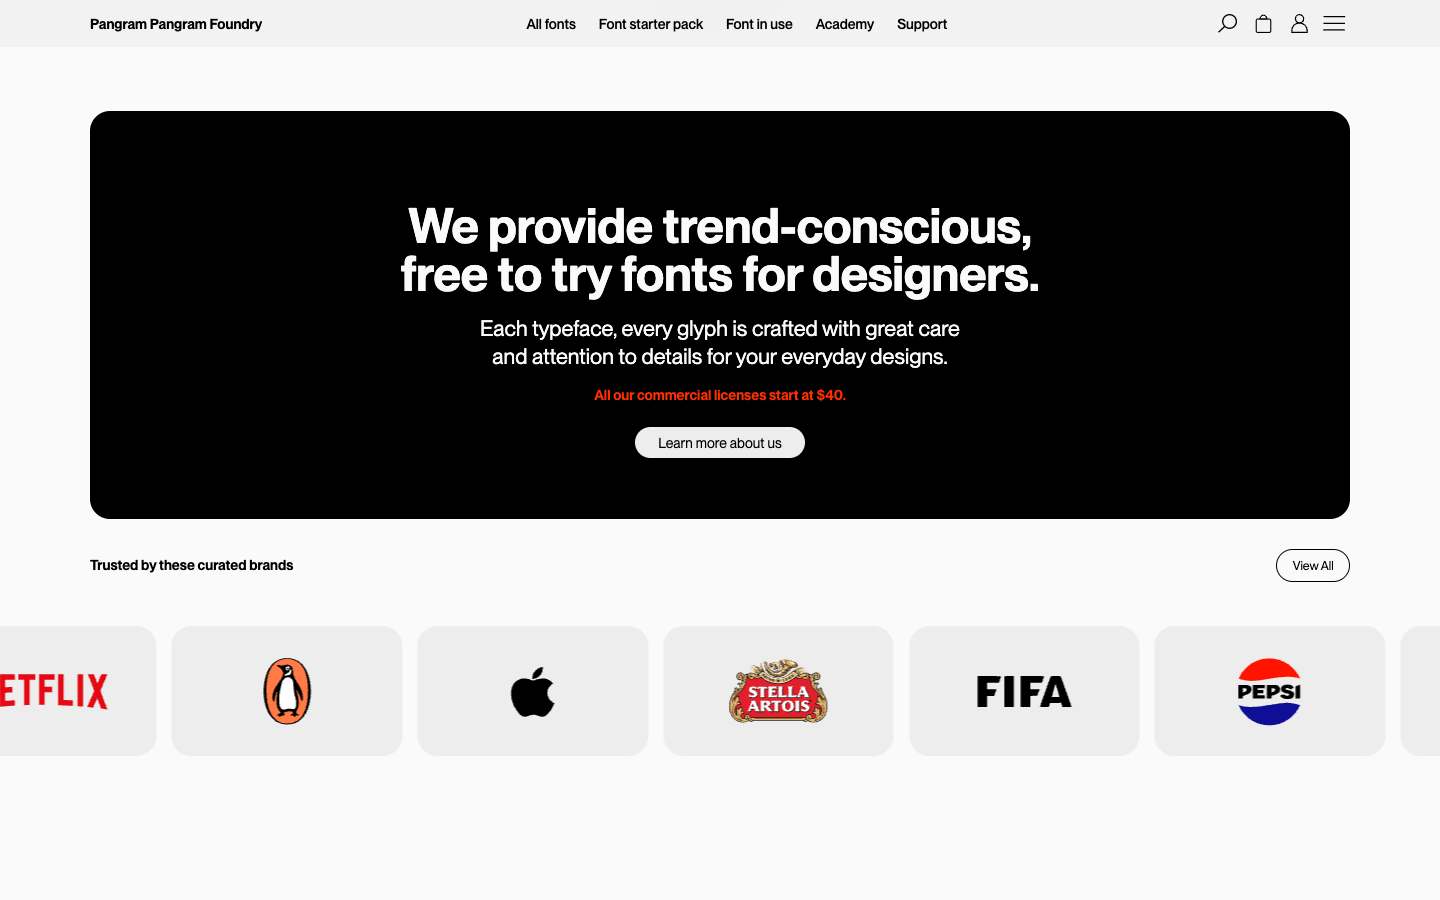 Pangram Pangram Foundry
All fonts
Font starter pack
Font in use
Academy
Support
We provide trend-conscious,
free to try fonts for designers.
Each typeface, every glyph is crafted with great care
and attention to details for your everyday designs.
All our commercial licenses start at $40.
Learn more about us
Trusted by these curated brands
View All
ETFLIX
STELLA
ARTOIS
FIFA
PEPSI